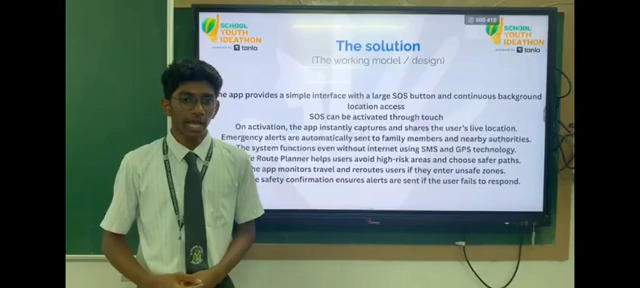 SCHOOL
YOUTH
IDEATHON
tanla
SCHOOL
YOUTH
IDEATHON
tanla
The solution
(The working model / design)
he app provides a simple interface with a large SOS button and continuous background
location access
SOS can be activated through touch
On activation, the app instantly captures and shares the user's live location.
Emergency alerts are automatically sent to family members and nearby authorities.
The system functions even without internet using SMS and GPS technology.
e Route Planner helps users avoid high-risk areas and choose safer paths.
he app monitors travel and reroutes users if they enter unsafe zones.
e safety confirmation ensures alerts are sent if the user fails to respond.